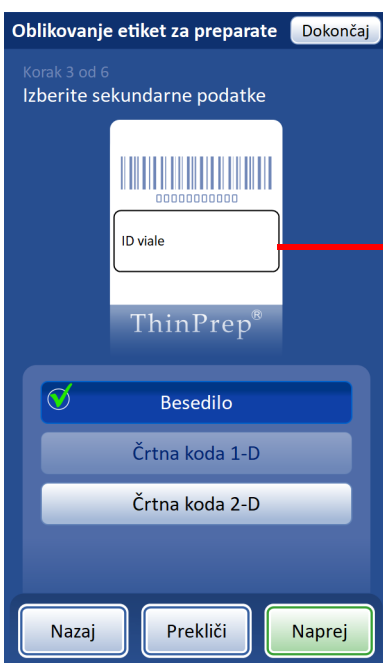 Oblikovanje etiket za preparate Dokončaj
Korak 3 od 6
Izberite sekundarne podatke
00000000000
ID viale
ThinPrep®
Besedilo
Črtna koda 1-D
Črtna koda 2-D
Nazaj Prekliči Naprej